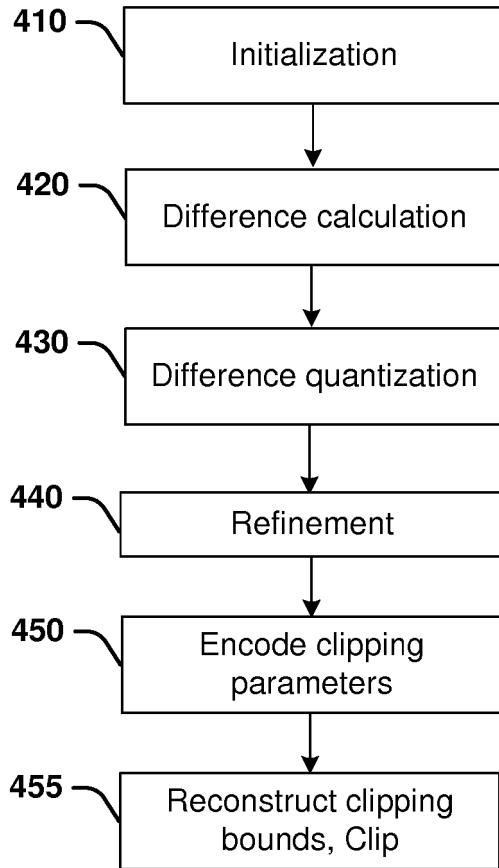 410
Initialization
420
Difference calculation
430
Difference quantization
440
Refinement
450
Encode clipping
parameters
455
Reconstruct clipping
bounds, Clip